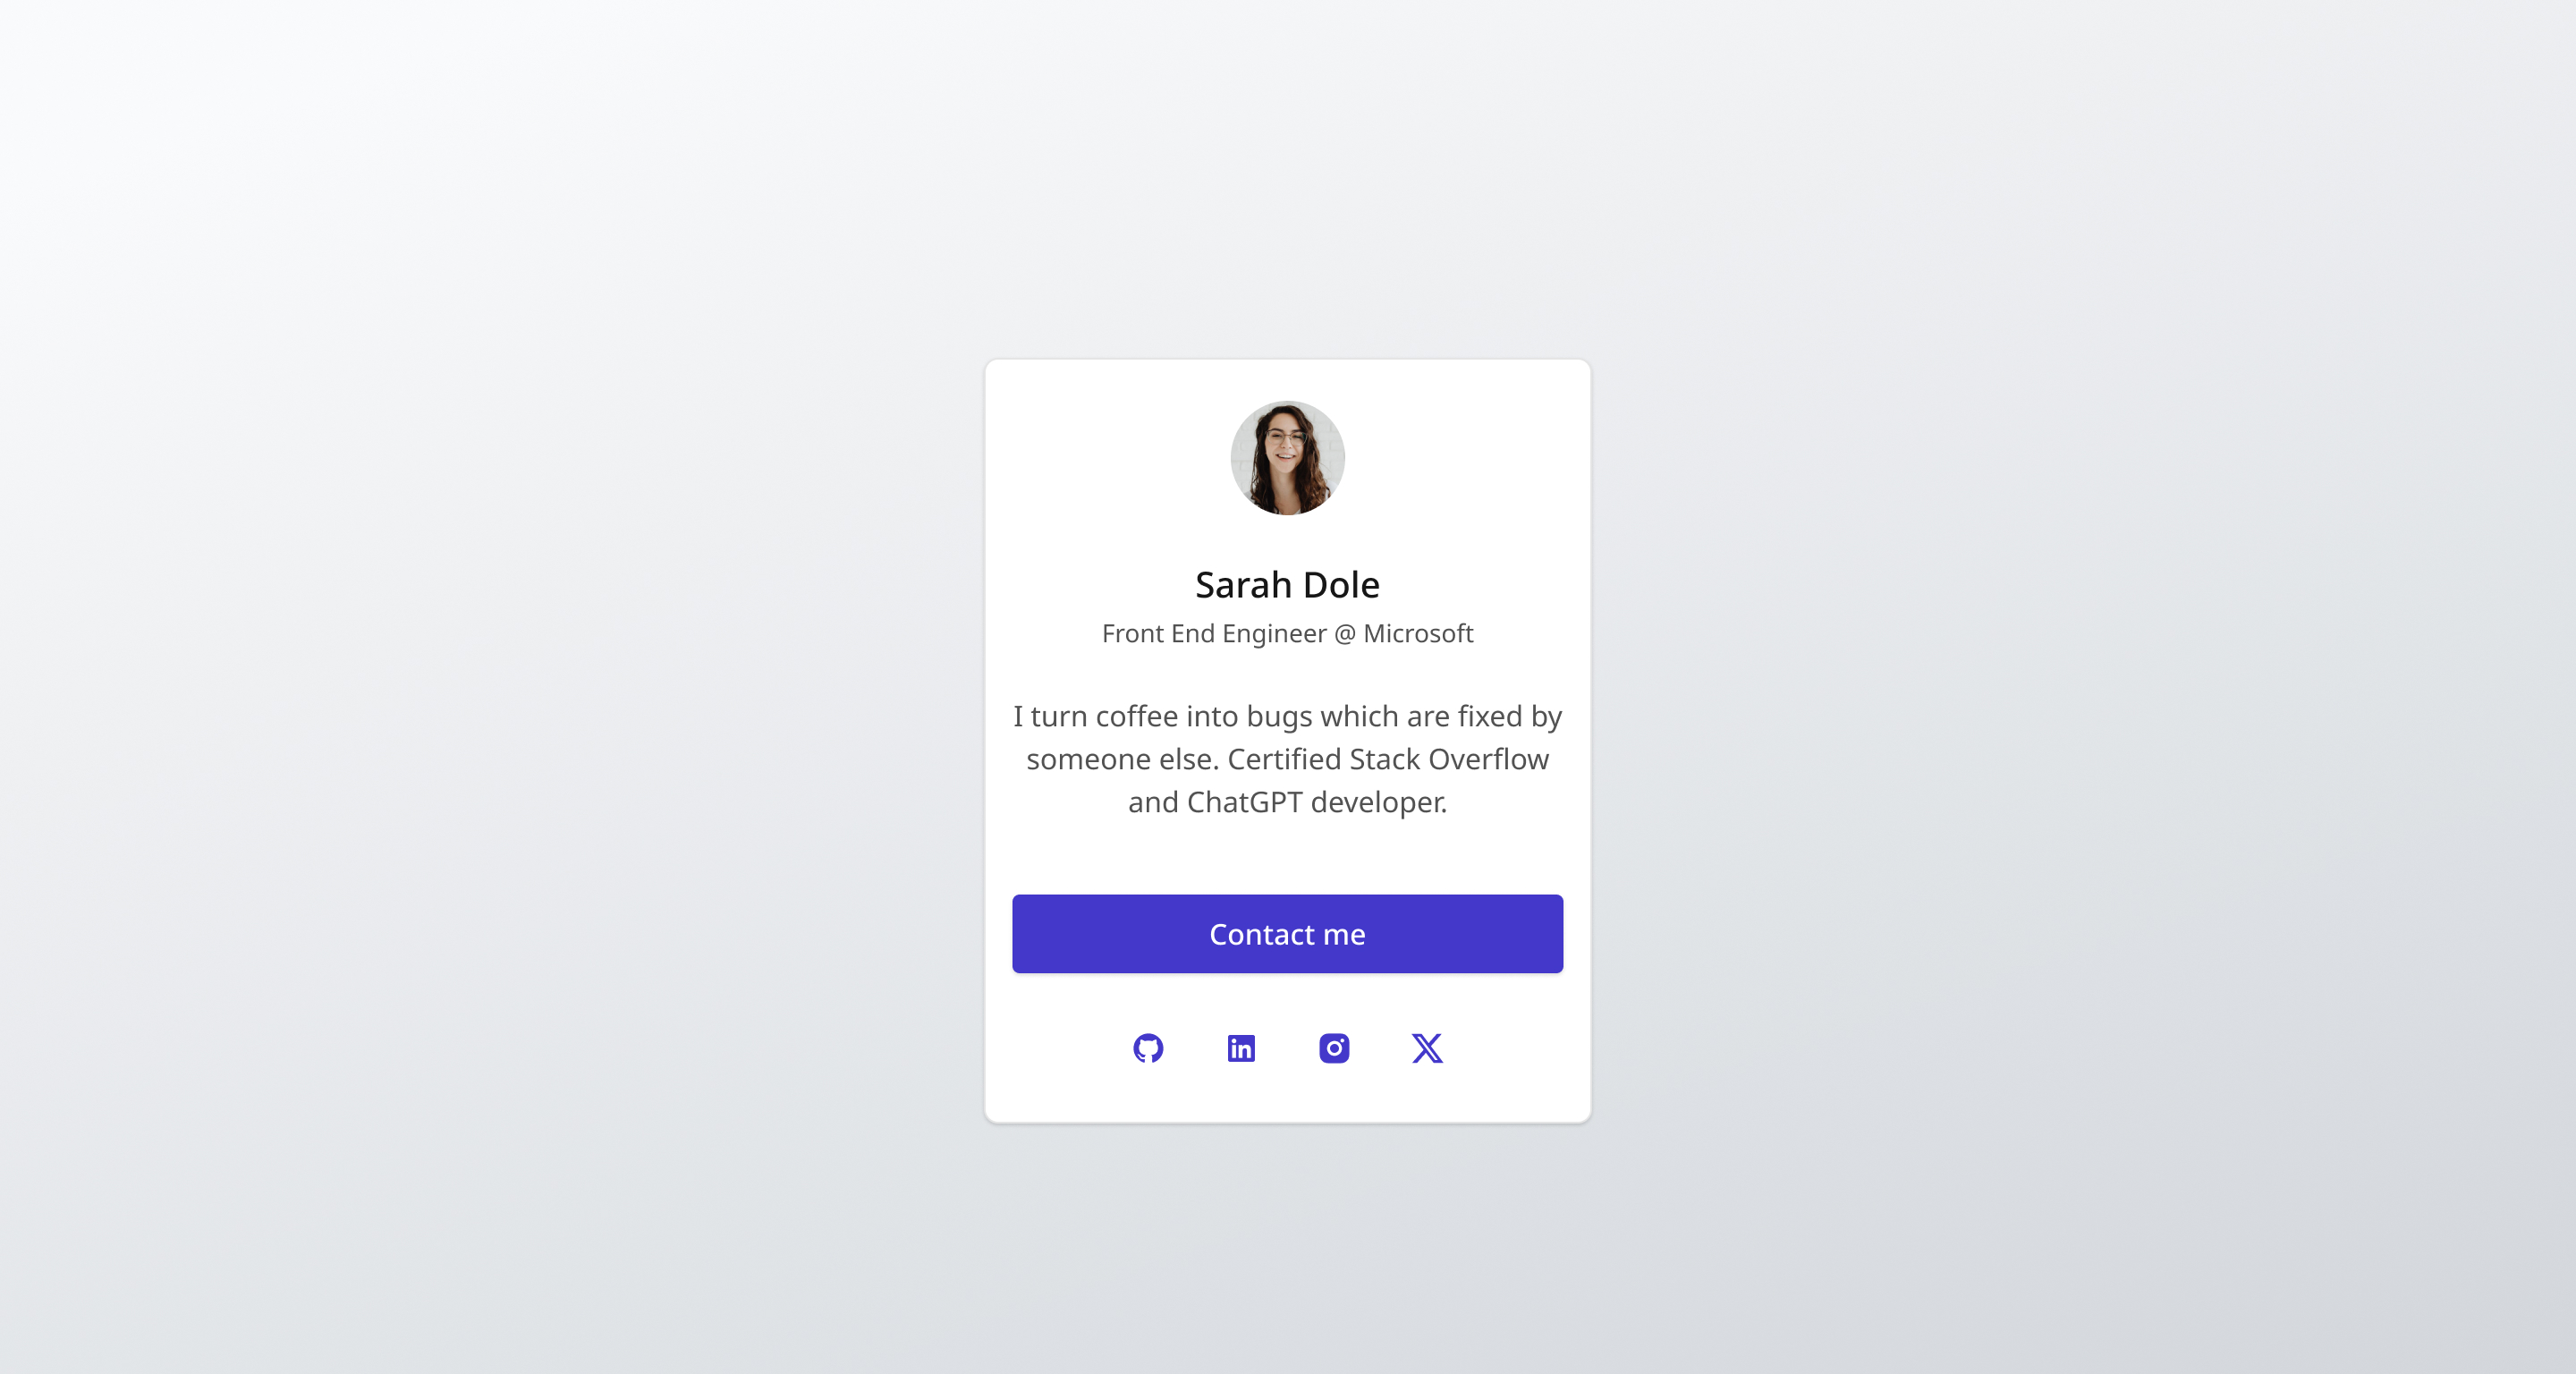 Sarah Dole
Front End Engineer @ Microsoft
I turn coffee into bugs which are fixed by
someone else. Certified Stack Overflow
and ChatGPT developer.
Contact me
in